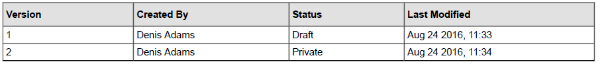 Version Created By Status Last Modified
1 Denis Adams Draft Aug 24 2016, 11:33
2 Denis Adams Private Aug 24 2016, 11:34